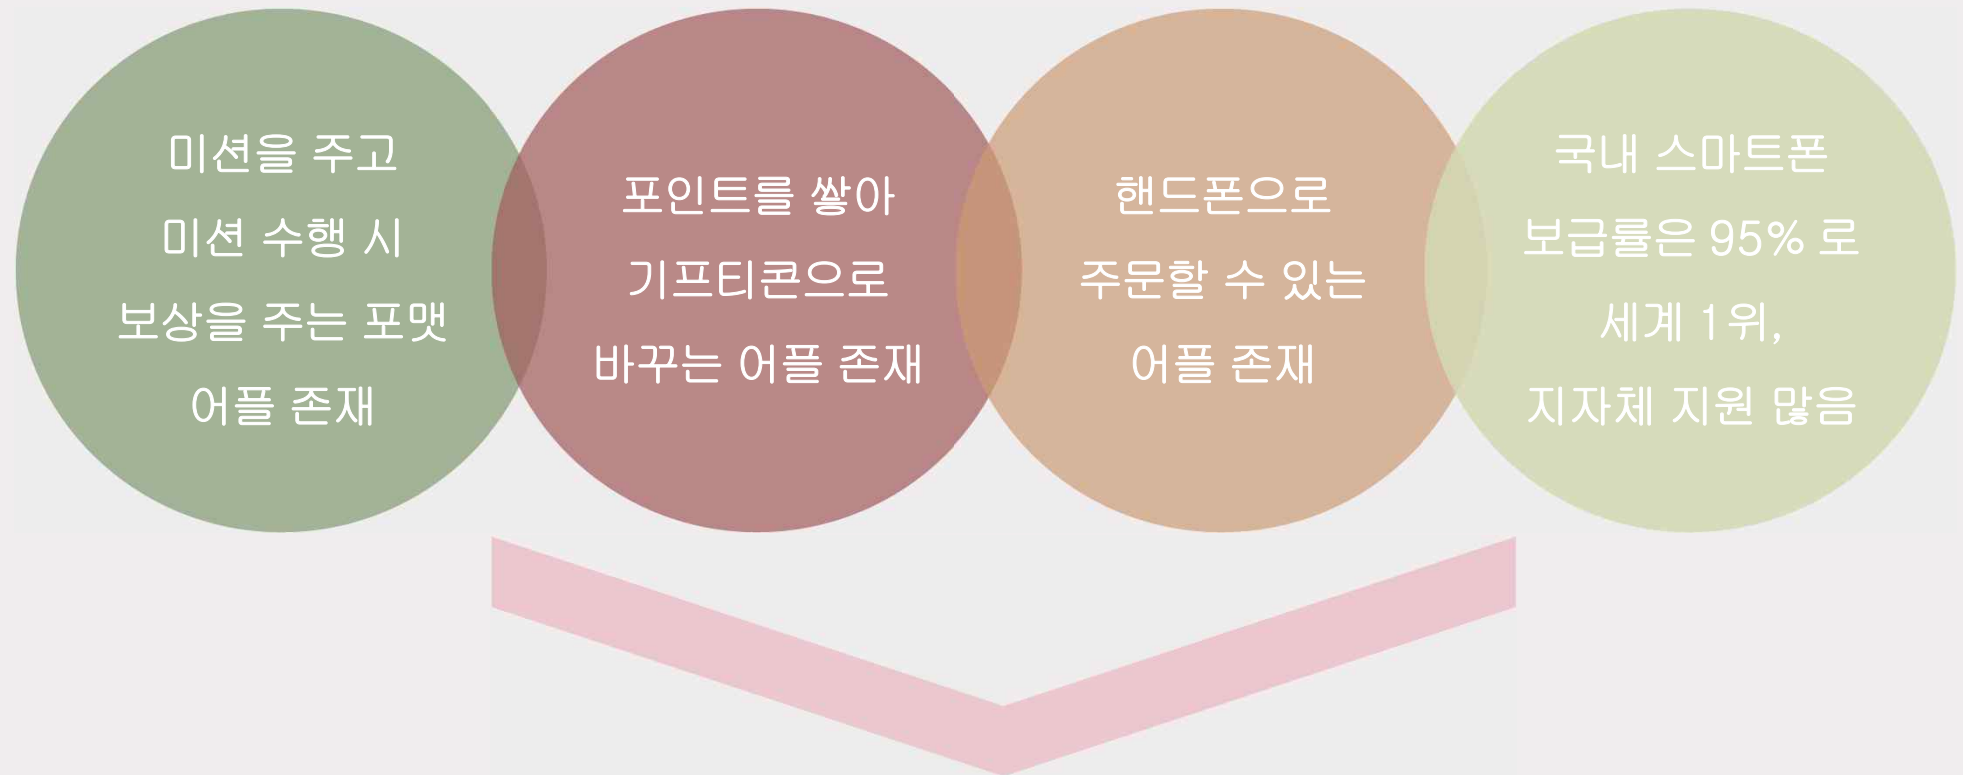 미션을 주고
미션 수행 시
보상을 주는 포맷
어플 존재
포인트를 쌓아
기프티콘으로
바꾸는 어플 존재
핸드폰으로
주문할 수 있는
어플 존재
국내 스마트폰
보급률은 95% 로
세계 1위,
지자체 지원 많음